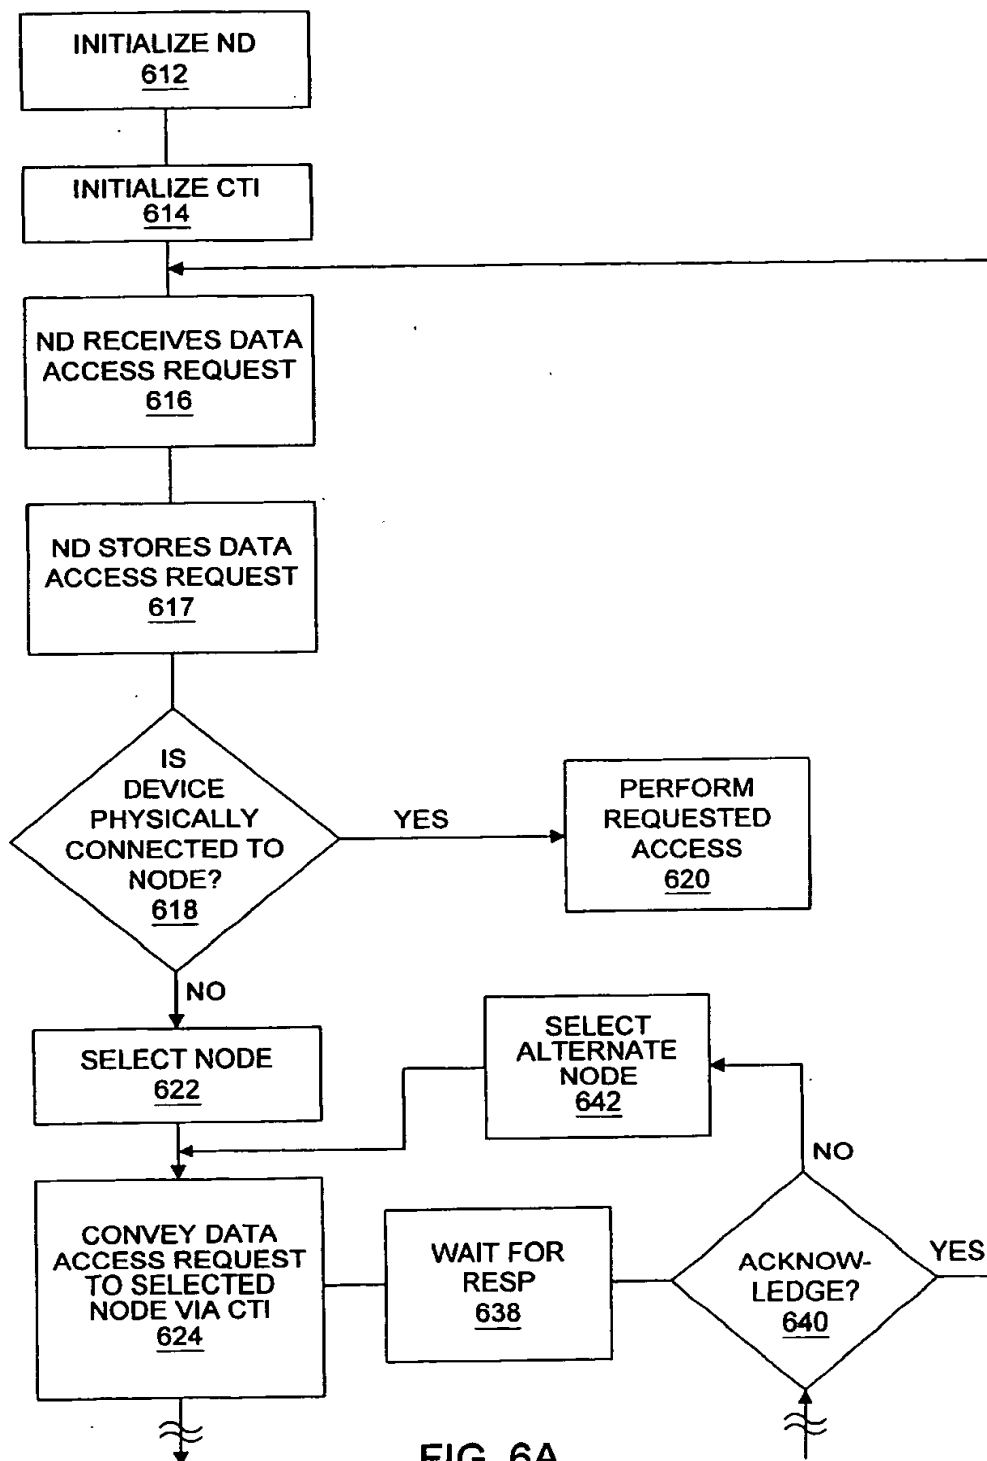 INITIALIZE ND
612
INITIALIZE CTI
614
ND RECEIVES DATA
ACCESS REQUEST
616
ND STORES DATA
ACCESS REQUEST
617
IS
DEVICE
PHYSICALLY
CONNECTED TO
NODE?
618
YES
PERFORM
REQUESTED
ACCESS
620
NO
SELECT NODE
622
SELECT
ALTERNATE
NODE
642
NO
CONVEY DATA
ACCESS REQUEST
TO SELECTED
NODE VIA CTI
624
WAIT FOR
RESP
638
ACKNOW-
LEDGE?
640
YES
FIG. 6A